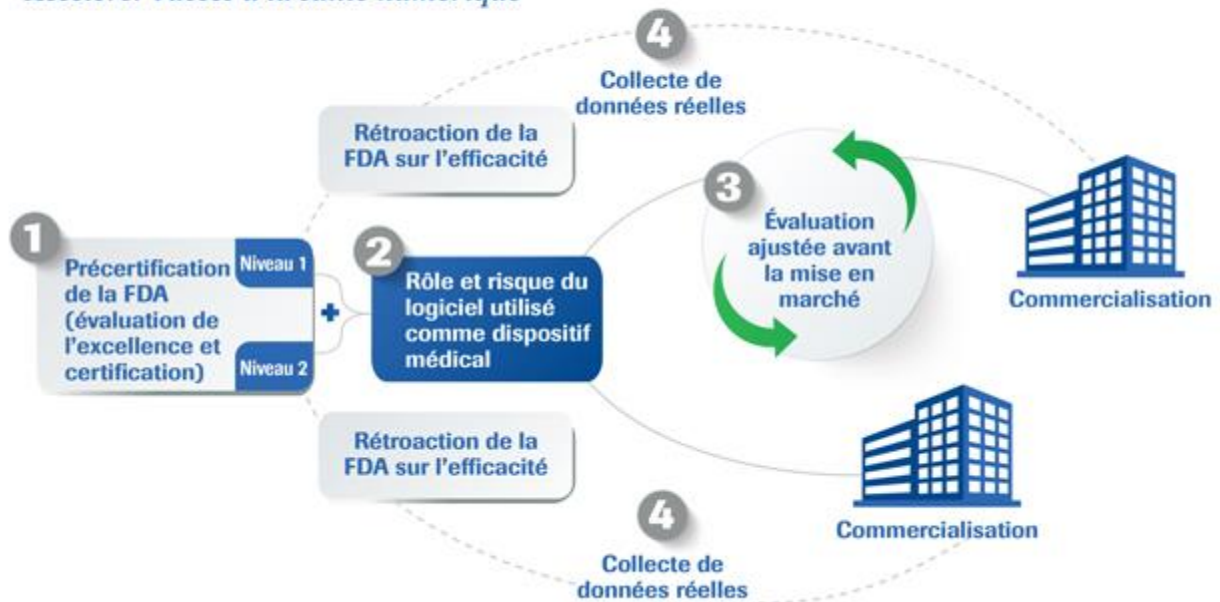 4
Collecte de
données réelles
Rétroaction de la
FDA sur l’efficacité
3
Évaluation
ajustée avant
la mise en
marché
Commercialisation
1
Précertification
de la FDA
(évaluation de
l’excellence et
certification)
Niveau 1
Niveau 2
+
2
Rôle et risque du
logiciel utilisé
comme dispositif
médical
Rétroaction de la
FDA sur l’efficacité
Commercialisation
4
Collecte de
données réelles